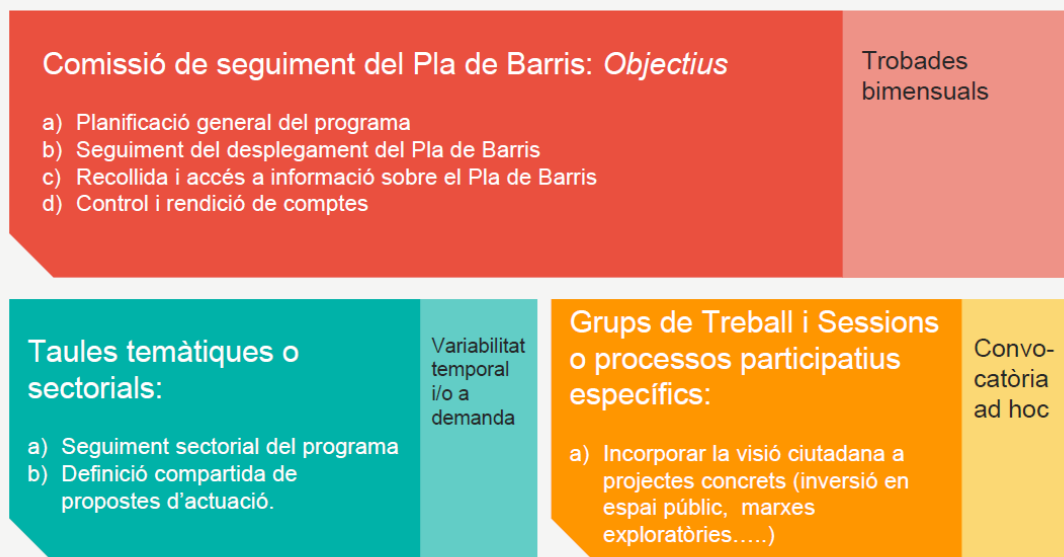 Comissió de seguiment del Pla de Barris: Objectius
a) Planificació general del programa
b) Seguiment del desplegament del Pla de Barris
c) Recollida i accés a informació sobre el Pla de Barris
d) Control i rendició de comptes
Trobades
bimensuals
Taules temàtiques o
sectorials:
a) Seguiment sectorial del programa
b) Definició compartida de
propostes d’actuació.
Variabilitat
temporal
i/o a
demanda
Grups de Treball i Sessions
o processos participatius
específics:
a) Incorporar la visió ciutadana a
projectes concrets (inversió en
espai públic, marxes
exploratòries.....)
Convo-
catòria
ad hoc